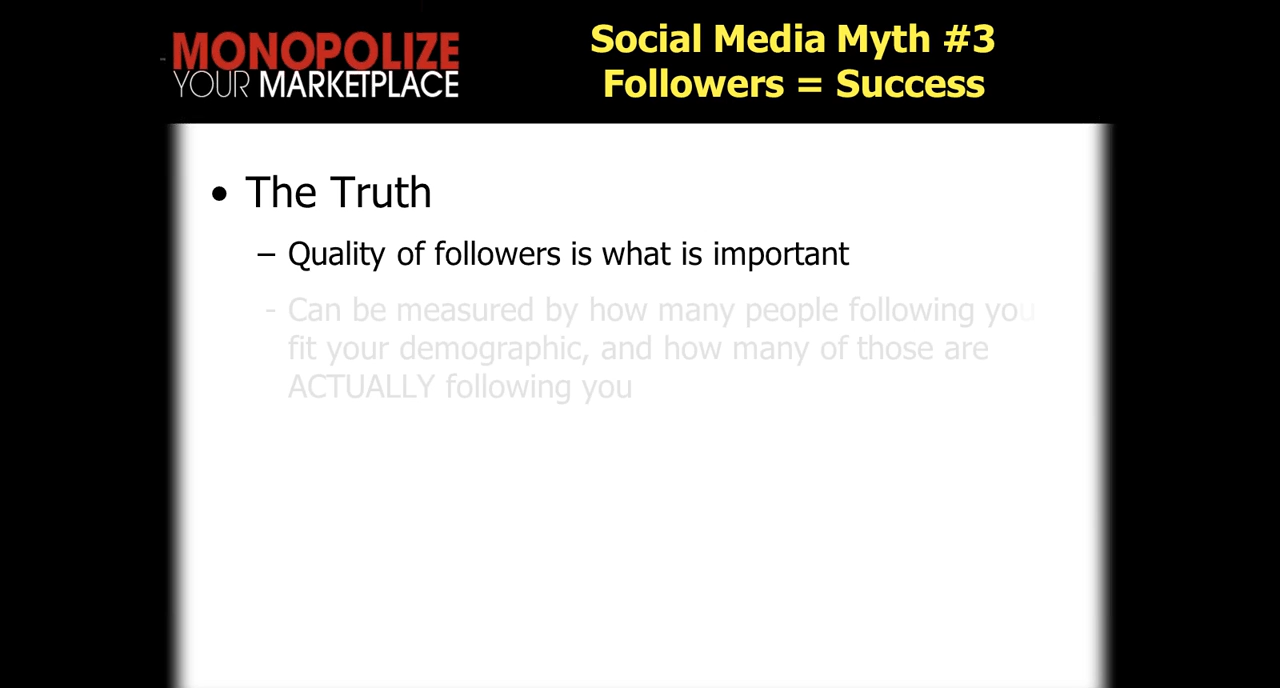 MONOPOLIZE
YOUR MARKETPLACE
Social Media Myth #3
Followers = Success
• The Truth
– Quality of followers is what is important
- Can be measured by how many people following you
fit your demographic, and how many of those are
ACTUALLY following you